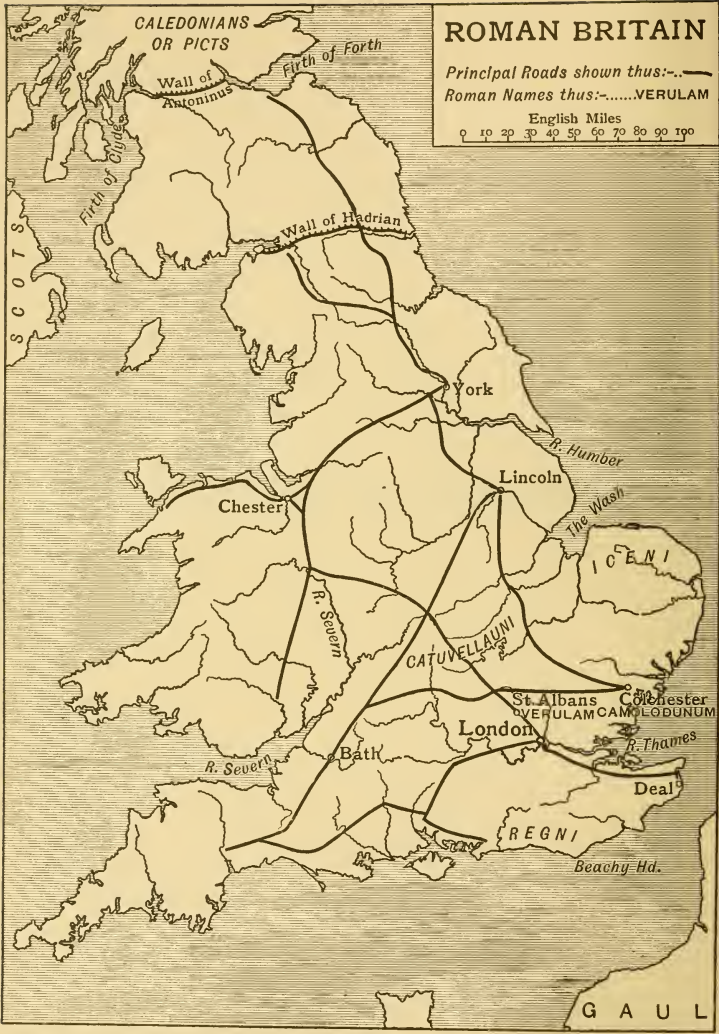 CALEDONIANS
OR PICTS
Firth of Forth
Wall of
Antoninus
Firth of Clyde
ROMAN BRITAIN
Principal Roads shown thus:-..
Roman Names thus:-.......VERULAM
English Miles
0 10 20 30 40 50 60 70 80 90 100
SCOTS
Wall of Hadrian
York
R. Humber
Lincoln
The Wash
Chester
ICENI
R. Severn
CATUVELLAUNI
St. Albans
VERULAM
Colchester
CAMOLODUNUM
London
R. Thames
Bath
R. Severn
Deal
REGNI
Beachy Hd.
GAUL